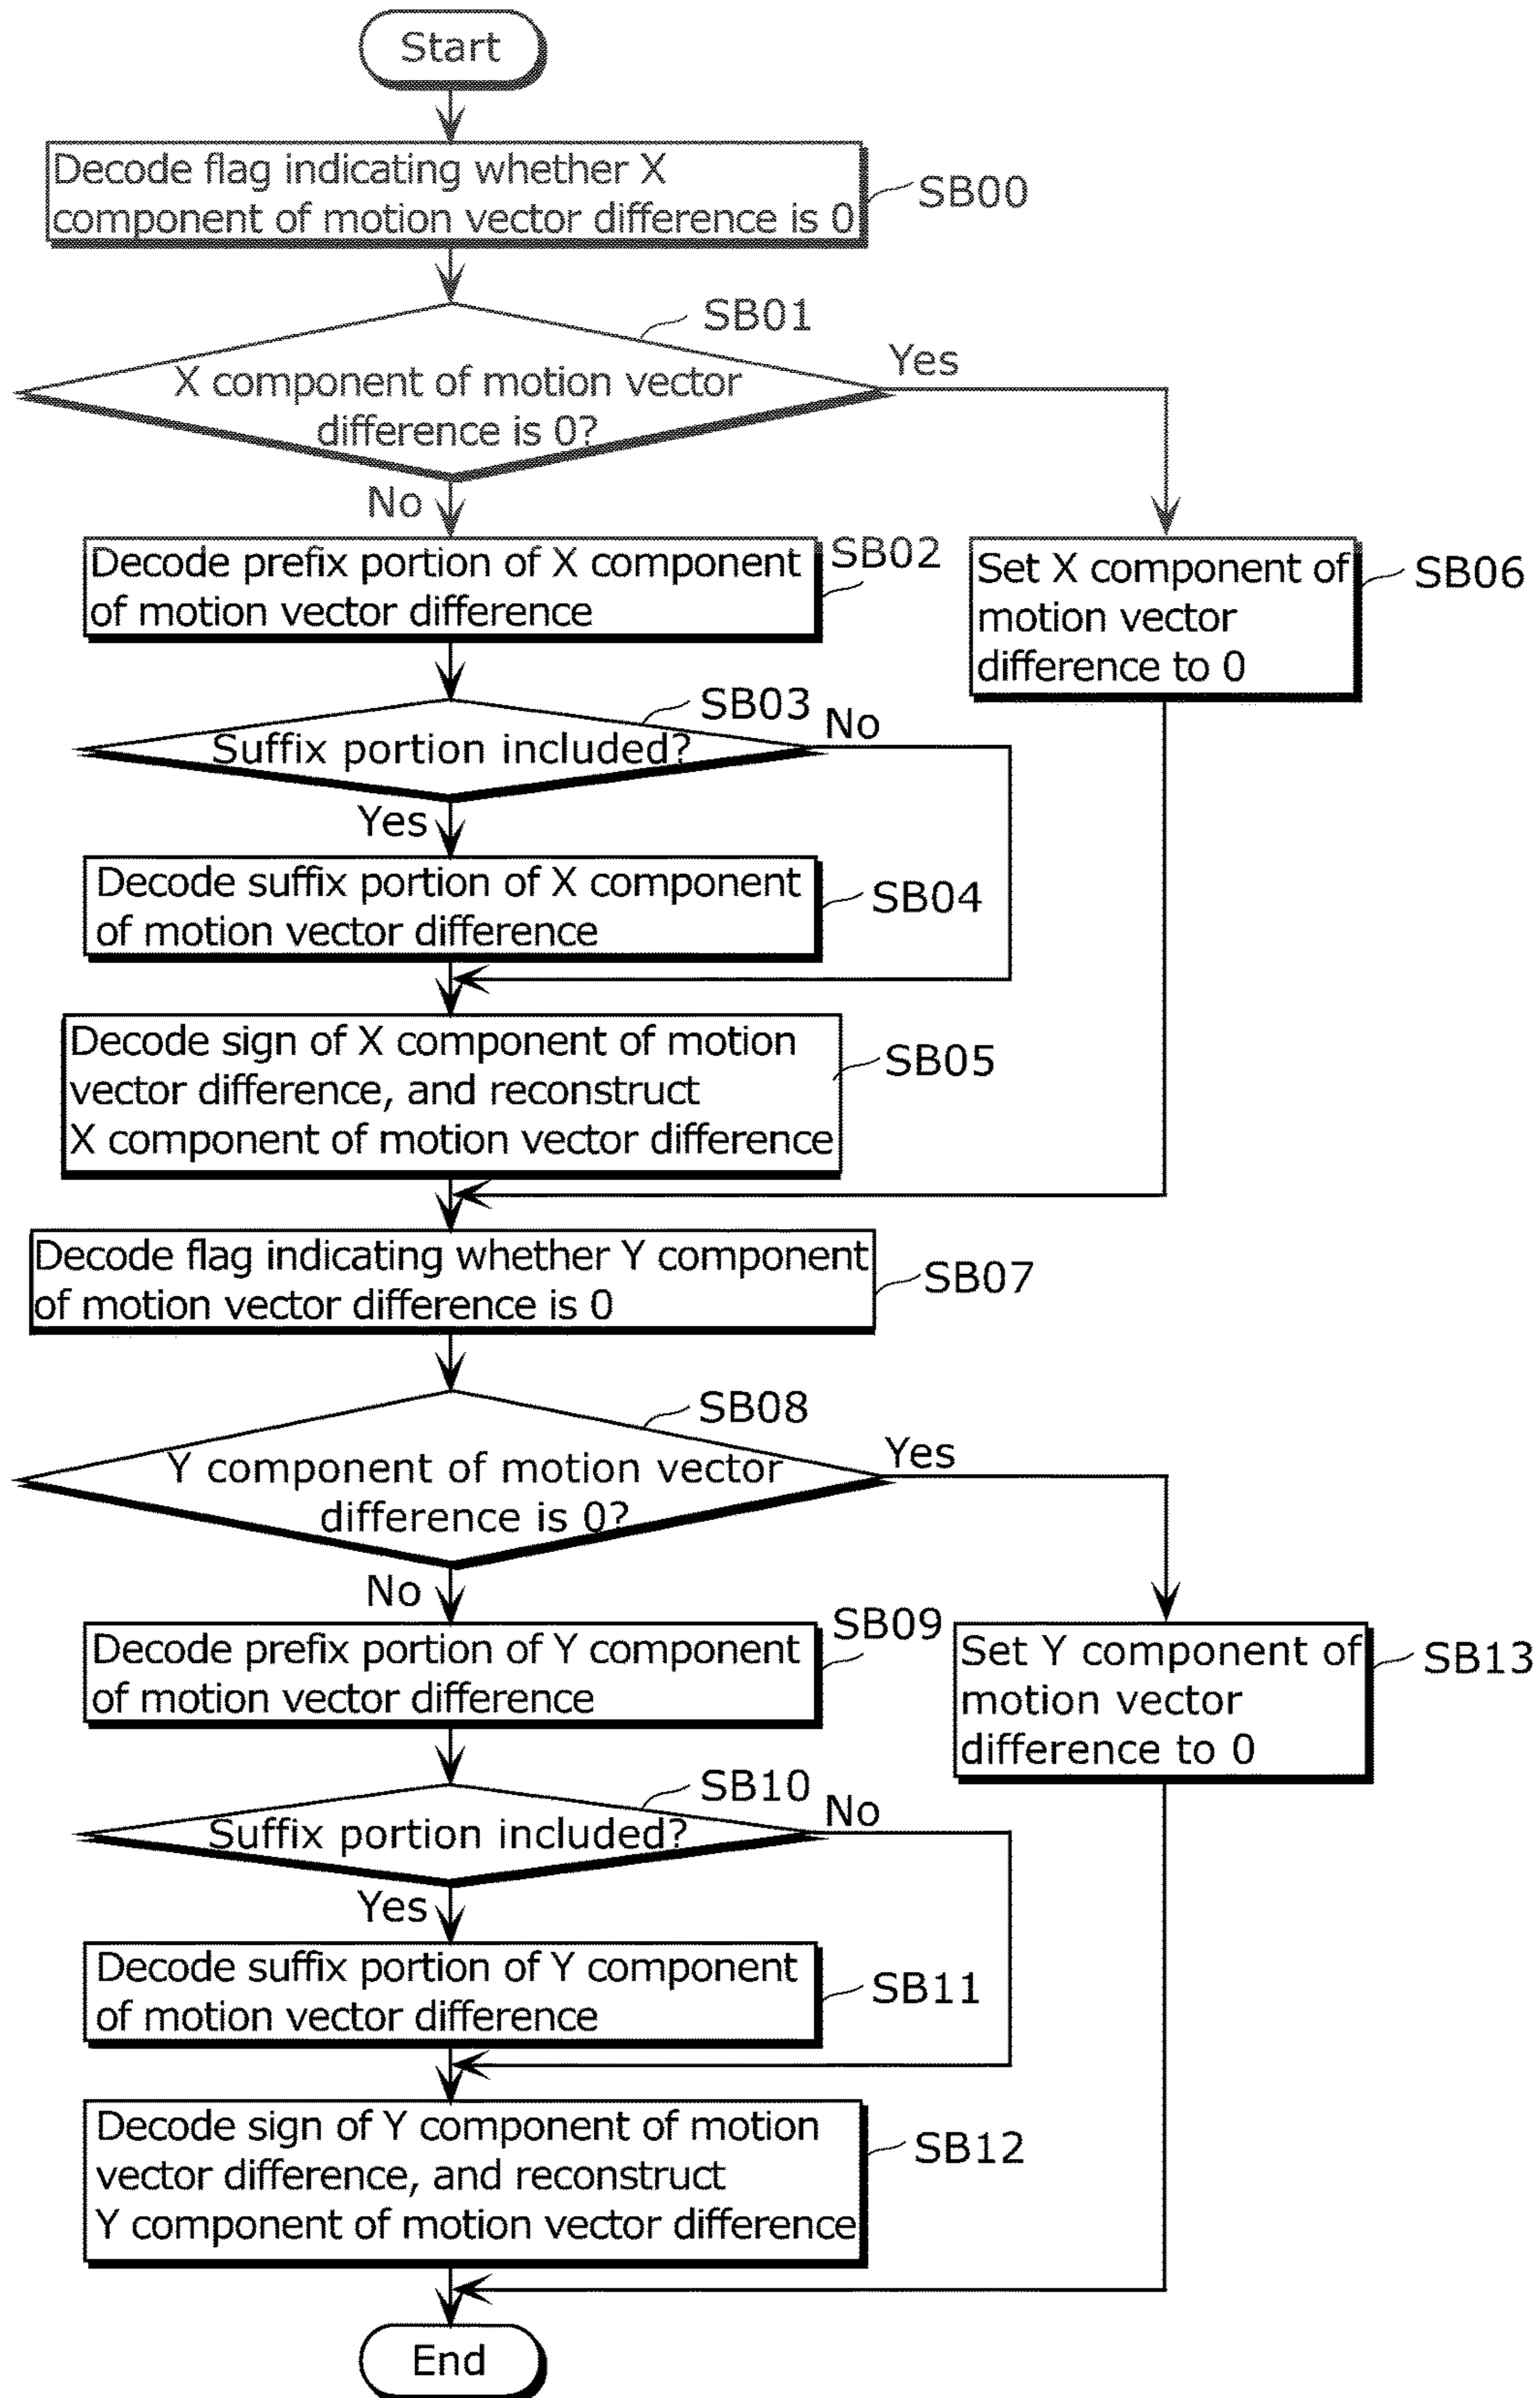 Start
Decode flag indicating whether X
component of motion vector difference is 0
SB00
SB01
X component of motion vector
difference is 0?
Yes
No
Decode prefix portion of X component
of motion vector difference
SB02
Set X component of
motion vector
difference to 0
SB06
SB03
Suffix portion included?
No
Yes
Decode suffix portion of X component
of motion vector difference
SB04
Decode sign of X component of motion
vector difference, and reconstruct
X component of motion vector difference
SB05
Decode flag indicating whether Y component
of motion vector difference is 0
SB07
SB08
Y component of motion vector
difference is 0?
Yes
No
Decode prefix portion of Y component
of motion vector difference
SB09
Set Y component of
motion vector
difference to 0
SB13
SB10
Suffix portion included?
No
Yes
Decode suffix portion of Y component
of motion vector difference
SB11
Decode sign of Y component of motion
vector difference, and reconstruct
Y component of motion vector difference
SB12
End